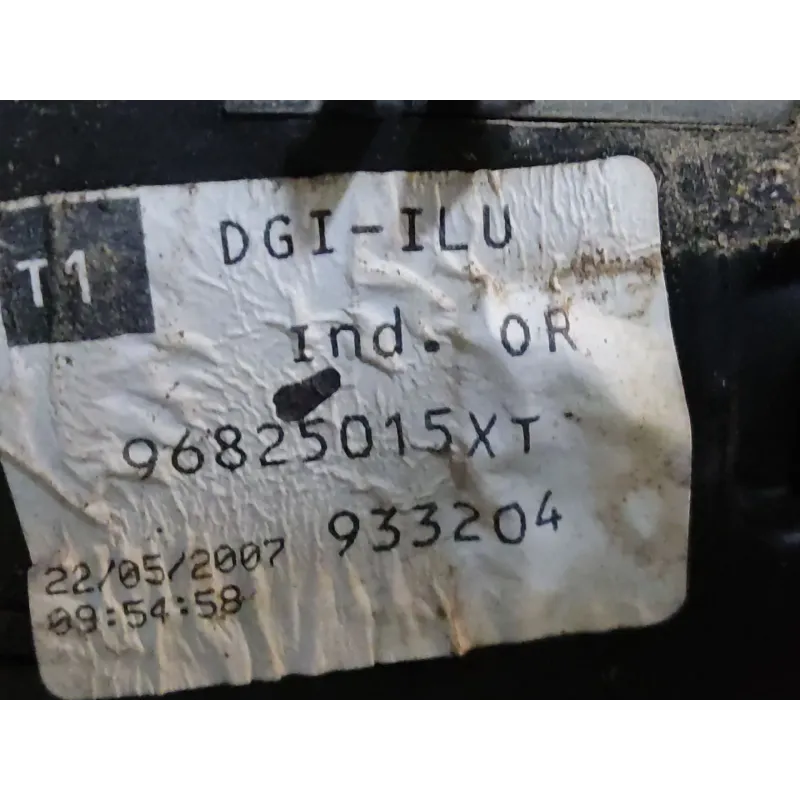 T1
DGI-ILU
Ind. OR
96825015XT
933204
22/05/2007
09:54:58